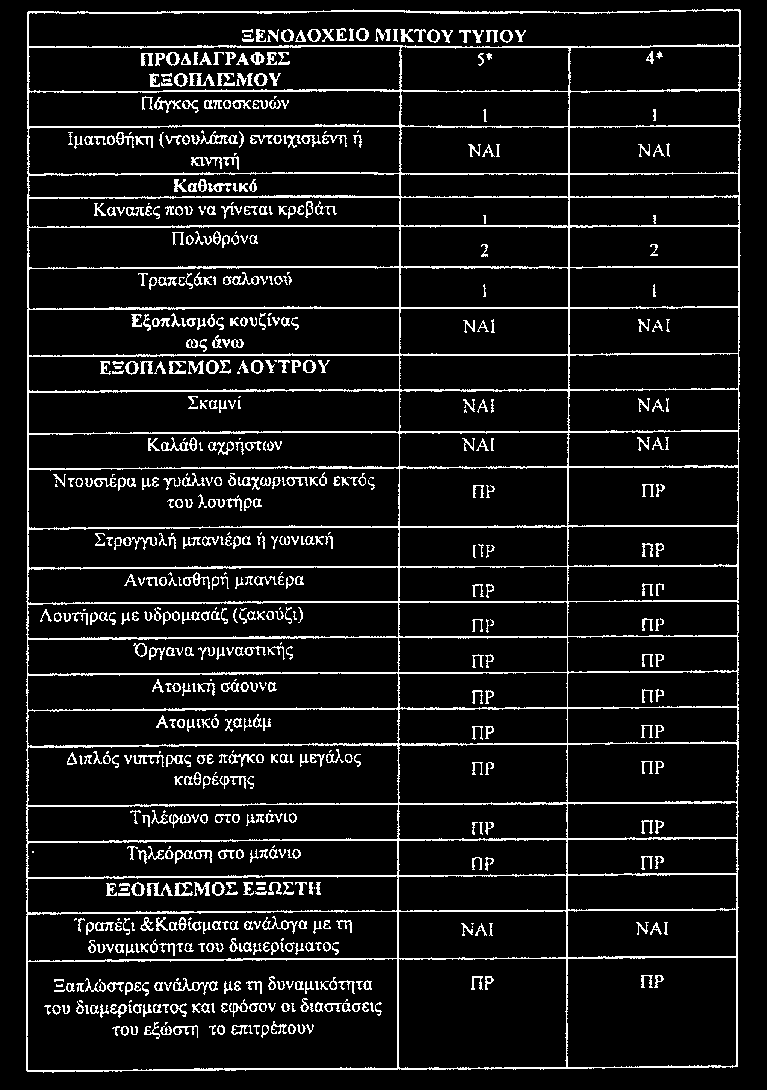 ΞΕΝΟΔΟΧΕΙΟ ΜΙΚΤΟΥ ΤΥΠΟΥ
ΠΡΟΔΙΑΓΡΑΦΕΣ 5* 4*
ΕΞΟΠΛΙΣΜΟΥ
Πάγκος αποσκευών
1 1
Ιματιοθήκη (ντουλάπα) εντοιχισμένη ή
κινητή ΝΑΙ ΝΑΙ
Καθιστικό
Καναπές που να γίνεται κρεβάτι
1 1
Πολυθρόνα
2 2
Τραπεζάκι σαλονιού
1 1
Εξοπλισμός κουζίνας ΝΑΙ ΝΑΙ
ως άνω
ΕΞΟΠΛΙΣΜΟΣ ΛΟΥΤΡΟΥ
Σκαμνί ΝΑΙ ΝΑΙ
Καλάθι αχρήστων ΝΑΙ ΝΑΙ
Ντουσιέρα με γυάλινο διαχωριστικό εκτός
του λουτήρα ΠΡ ΠΡ
Στρογγυλή μπανιέρα ή γωνιακή
ΠΡ ΠΡ
Αντιολισθηρή μπανιέρα
ΠΡ ΠΡ
Λουτήρας με υδρομασάζ (ζακούζι)
ΠΡ ΠΡ
Όργανα γυμναστικής
ΠΡ ΠΡ
Ατομική σάουνα
ΠΡ ΠΡ
Ατομικό χαμάμ
ΠΡ ΠΡ
Διπλός νιπτήρας σε πάγκο και μεγάλος
καθρέφτης ΠΡ ΠΡ
Τηλέφωνο στο μπάνιο
ΠΡ ΠΡ
Τηλεόραση στο μπάνιο
ΠΡ ΠΡ
ΕΞΟΠΛΙΣΜΟΣ ΕΞΩΣΤΗ
Τραπέζι &Καθίσματα ανάλογα με τη ΝΑΙ ΝΑΙ
δυναμικότητα του διαμερίσματος
Ξαπλώστρες ανάλογα με τη δυναμικότητα ΠΡ ΠΡ
του διαμερίσματος και εφόσον οι διαστάσεις
του εξώστη το επιτρέπουν